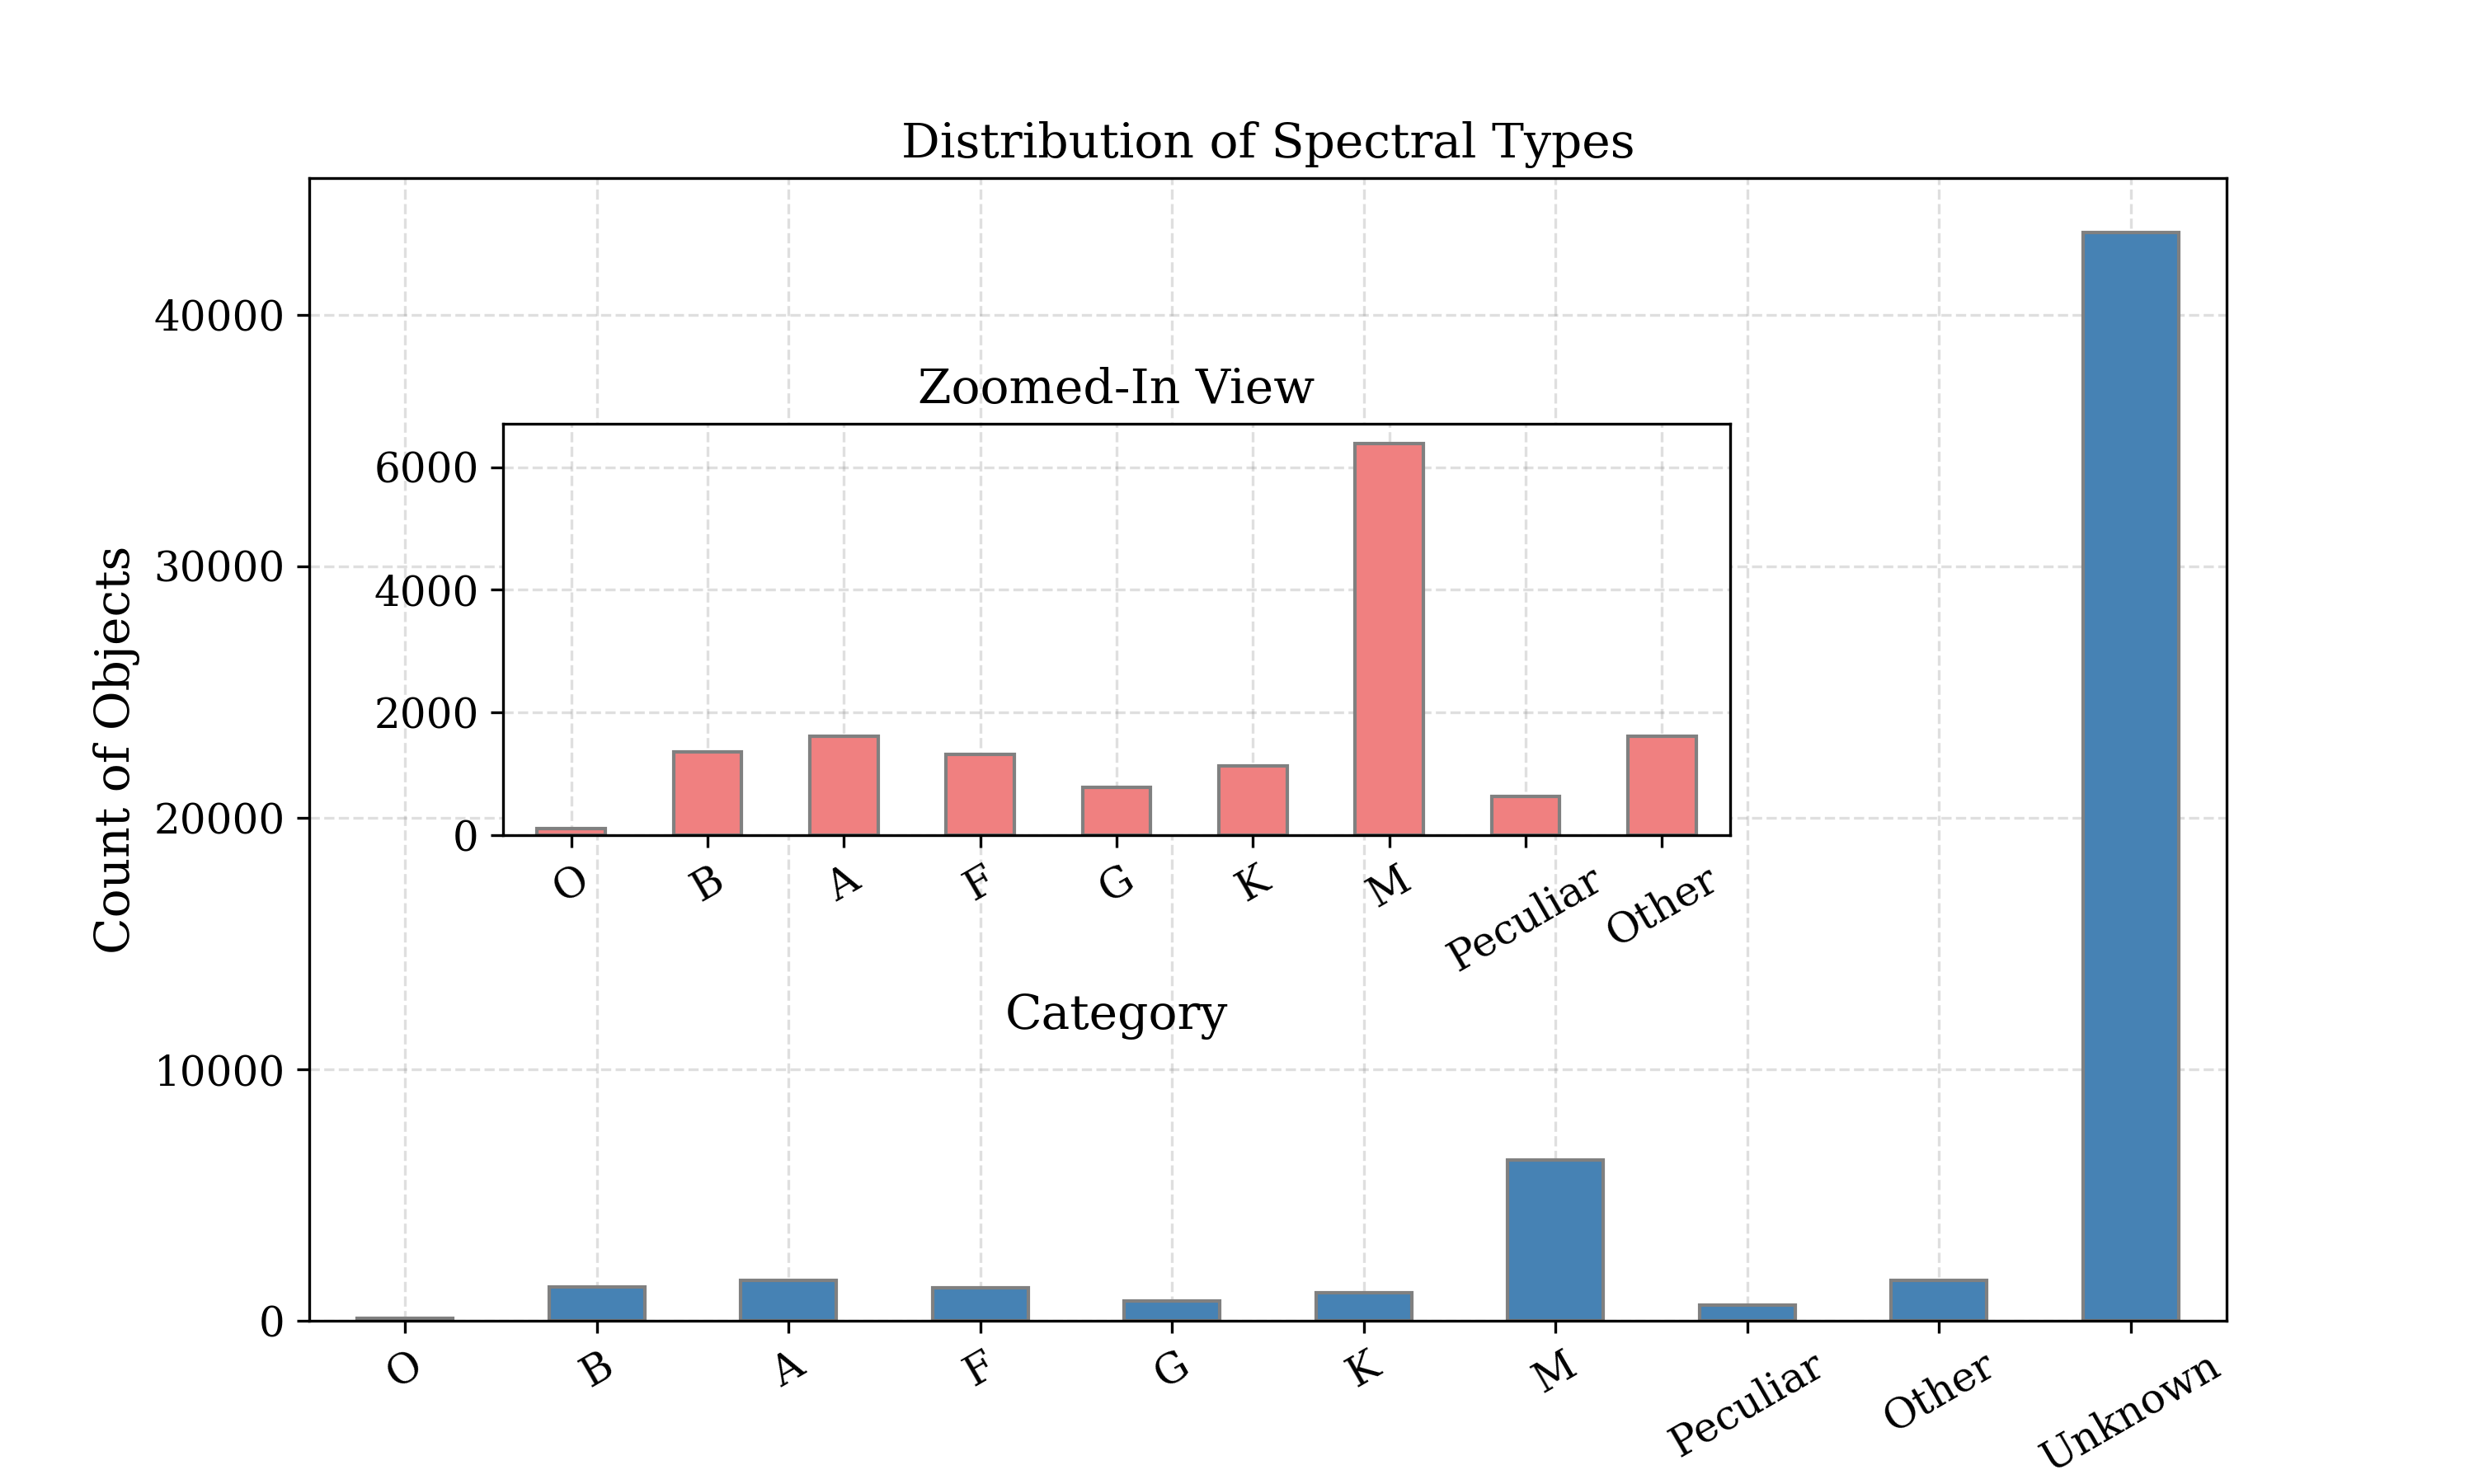 Distribution of Spectral Types
Count of Objects
40000
30000
20000
10000
0
Zoomed-In View
6000
4000
2000
0
O B A F G K M Peculiar Other
Category
O B A F G K M Peculiar Other Unknown